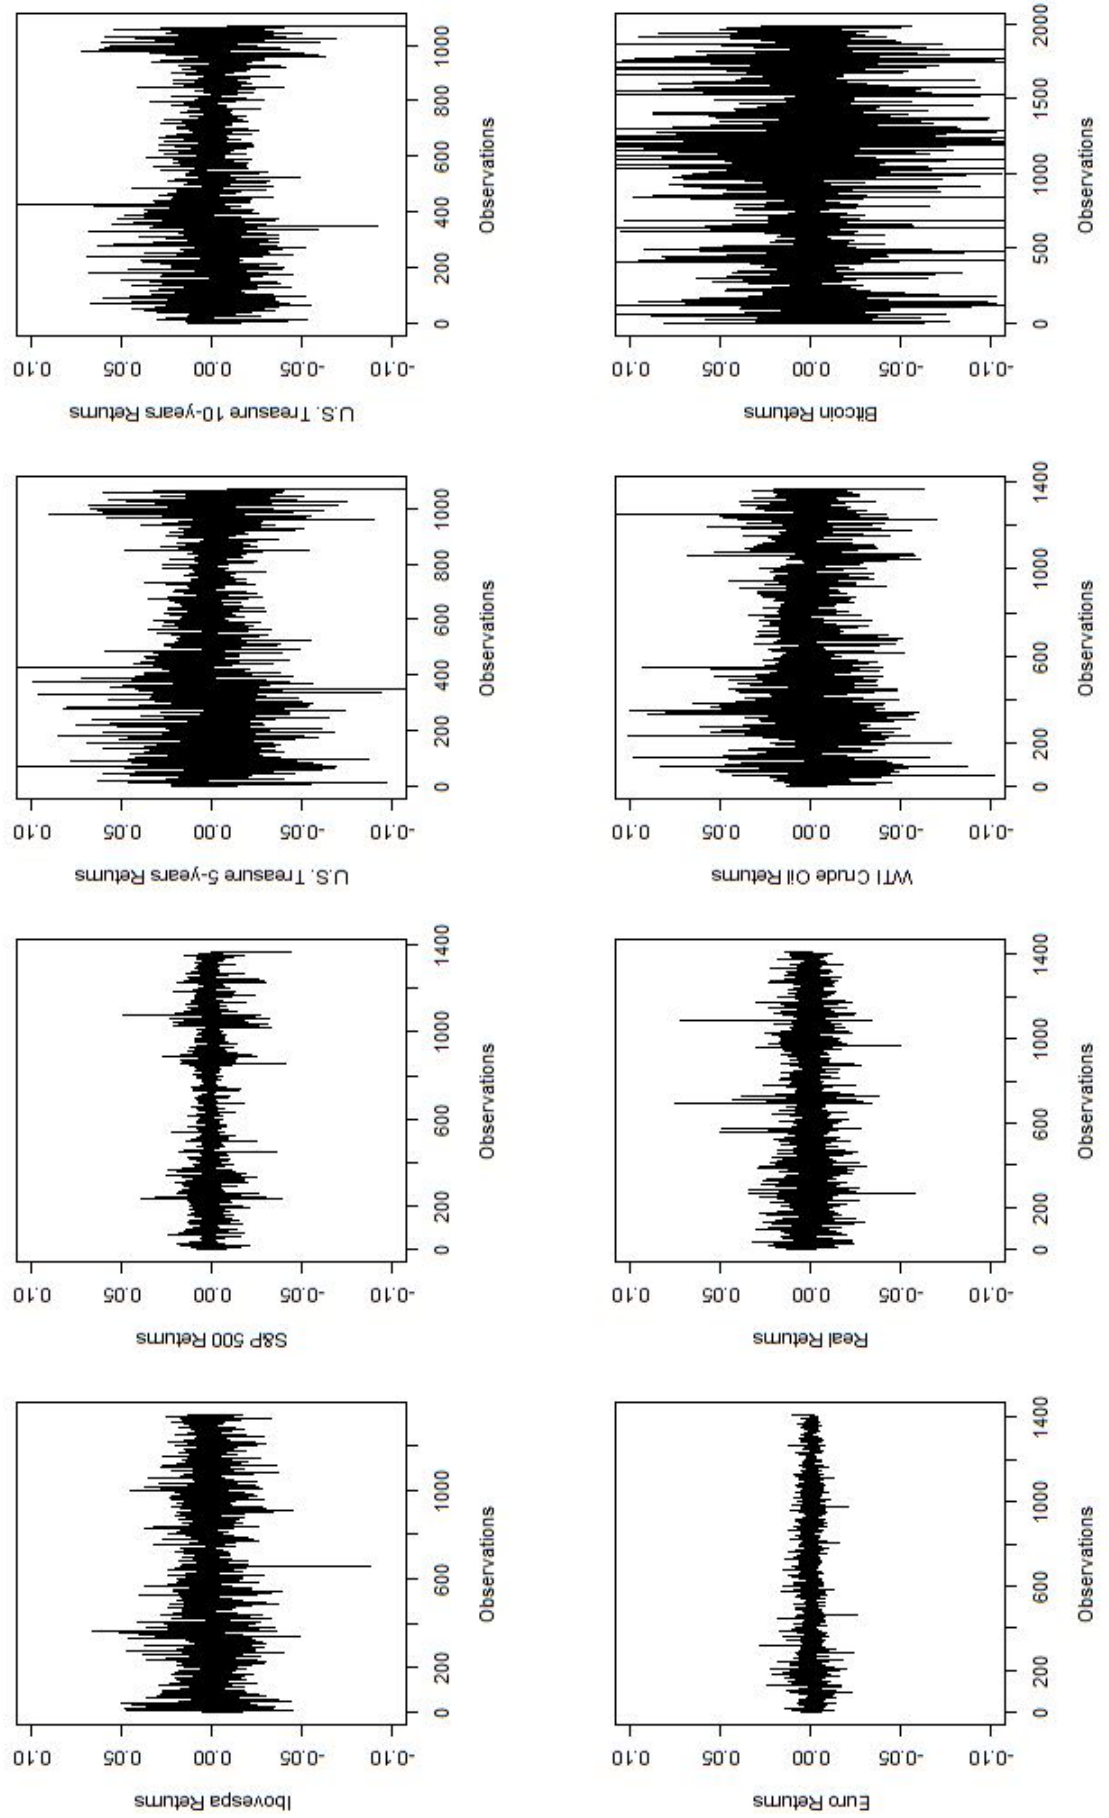 Ibovespa Returns
0.10
0.05
0.00
-0.05
-0.10
0 200 600 1000
Observations
S&P 500 Returns
0.10
0.05
0.00
-0.05
-0.10
0 200 600 1000 1400
Observations
U.S. Treasure 5-years Returns
0.10
0.05
0.00
-0.05
-0.10
0 200 400 600 800 1000
Observations
U.S. Treasure 10-years Returns
0.10
0.05
0.00
-0.05
-0.10
0 200 400 600 800 1000
Observations
Euro Returns
0.10
0.05
0.00
-0.05
-0.10
0 200 600 1000 1400
Observations
Real Returns
0.10
0.05
0.00
-0.05
-0.10
0 200 600 1000 1400
Observations
WTI Crude Oil Returns
0.10
0.05
0.00
-0.05
-0.10
0 200 600 1000 1400
Observations
Bitcoin Returns
0.10
0.05
0.00
-0.05
-0.10
0 500 1000 1500 2000
Observations